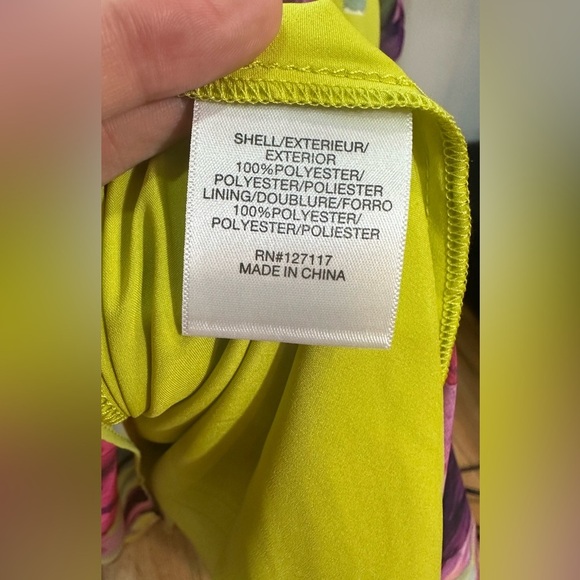 SHELL/EXTERIEUR/
EXTERIOR
100%POLYESTER/
POLYESTER/POLIESTER
LINING/DOUBLURE/FORRO
100%POLYESTER/
POLYESTER/POLIESTER
RN#127117
MADE IN CHINA